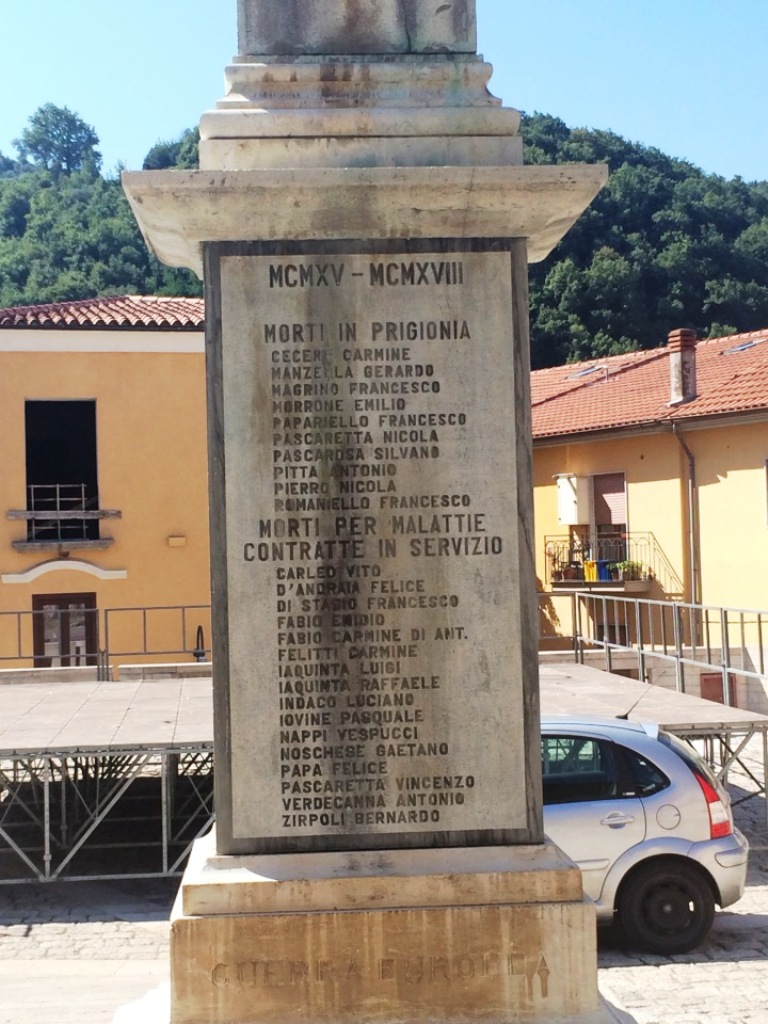 MCMXV - MCMXVIII
MORTI IN PRIGIONIA
CECERE CARMINE
MANZELLA GERARDO
MAGRINO FRANCESCO
MORRONE EMILIO
PAPARIELLO FRANCESCO
PASCARETTA NICOLA
PASCAROSA SILVANO
PITTA ANTONIO
PIERRO NICOLA
ROMANIELLO FRANCESCO
MORTI PER MALATTIE
CONTRATTE IN SERVIZIO
CARLEO VITO
D'ANDRAIA FELICE
DI STASIO FRANCESCO
FABIO EMIDIO
FABIO CARMINE DI ANT.
FELITTI CARMINE
IAQUINTA LUIGI
IAQUINTA RAFFAELE
INDACO LUCIANO
IOVINE PASQUALE
NAPPI VESPUCCI
NOSCHESE GAETANO
PAPA FELICE
PASCARETTA VINCENZO
VERDECANNA ANTONIO
ZIRPOLI BERNARDO
GUERRA EUROPEA